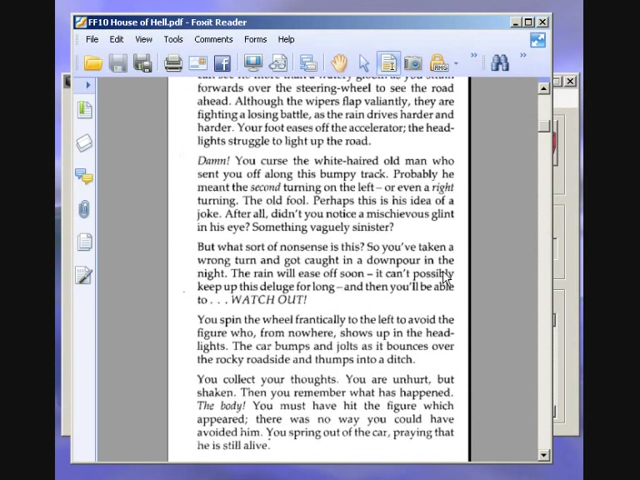 FF10 House of Hell.pdf - Foxit Reader
File Edit View Tools Comments Forms Help
forwards over the steering-wheel to see the road
ahead. Although the wipers flap valiantly, they are
fighting a losing battle, as the rain drives harder and
harder. Your foot eases off the accelerator; the head-
lights struggle to light up the road.
Damn! You curse the white-haired old man who
sent you off along this bumpy track. Probably he
meant the second turning on the left – or even a right
turning. The old fool. Perhaps this is his idea of a
joke. After all, didn't you notice a mischievous glint
in his eye? Something vaguely sinister?
But what sort of nonsense is this? So you've taken a
wrong turn and got caught in a downpour in the
night. The rain will ease off soon – it can't possibly
keep up this deluge for long – and then you'll be able
to . . . WATCH OUT!
You spin the wheel frantically to the left to avoid the
figure who, from nowhere, shows up in the head-
lights. The car bumps and jolts as it bounces over
the rocky roadside and thumps into a ditch.
You collect your thoughts. You are unhurt, but
shaken. Then you remember what has happened.
The body! You must have hit the figure which
appeared; there was no way you could have
avoided him. You spring out of the car, praying that
he is still alive.